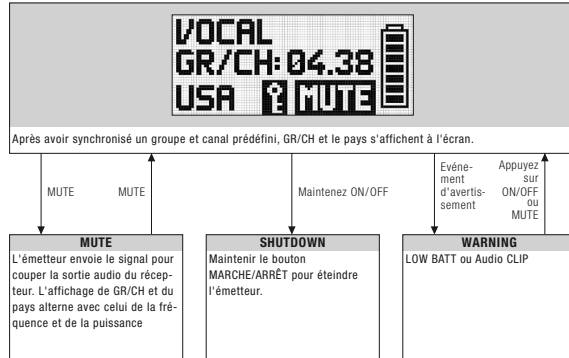 VOCAL
GR/CH: 04.38
USA MUTE
Après avoir synchronisé un groupe et canal prédéfini, GR/CH et le pays s'affichent à l'écran.
MUTE
MUTE
Maintenez ON/OFF
Evéne-
ment
d'avertis-
sement
Appuyez
sur
ON/OFF
ou
MUTE
MUTE
L'émetteur envoie le signal pour
couper la sortie audio du récep-
teur. L'affichage de GR/CH et du
pays alterne avec celui de la fré-
quence et de la puissance
SHUTDOWN
Maintenir le bouton
MARCHE/ARRÊT pour éteindre
l'émetteur.
WARNING
LOW BATT ou Audio CLIP